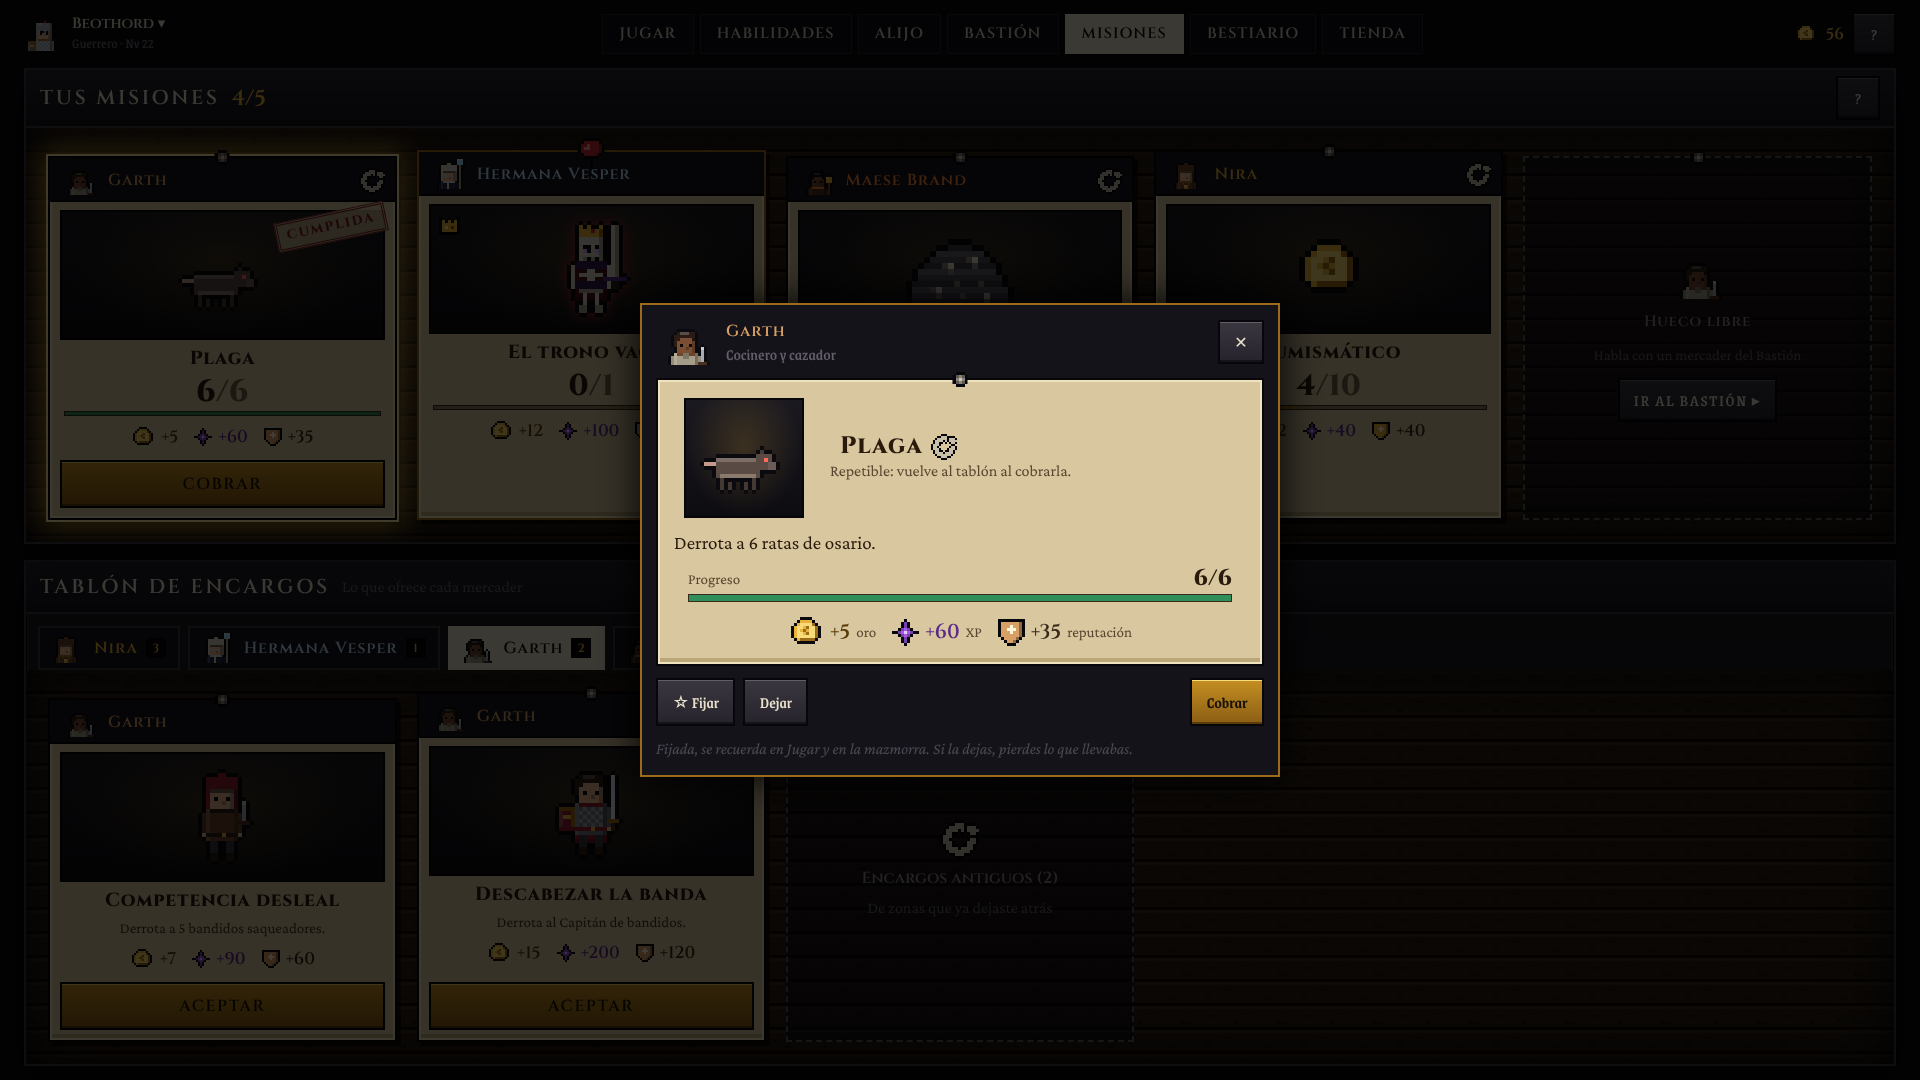 Beothord ▾
Guerrero · Nv 22
JUGAR
HABILIDADES
ALIJO
BASTIÓN
MISIONES
BESTIARIO
TIENDA
56
?
TUS MISIONES 4/5
?
Garth
CUMPLIDA
Plaga
6/6
+5 +60 +35
COBRAR
Hermana Vesper
0/1
+12 +100
Maese Brand
Nira
4/10
+40 +40
Hueco libre
Habla con un mercader del Bastión
IR AL BASTIÓN ▸
Garth
Cocinero y cazador
×
Plaga
Repetible: vuelve al tablón al cobrarla.
Derrota a 6 ratas de osario.
Progreso 6/6
+5 oro +60 XP +35 reputación
☆ Fijar
Dejar
Cobrar
Fijada, se recuerda en Jugar y en la mazmorra. Si la dejas, pierdes lo que llevabas.
TABLÓN DE ENCARGOS Lo que ofrece cada mercader
Nira 3
Hermana Vesper 1
Garth 2
Garth
Competencia desleal
Derrota a 5 bandidos saqueadores.
+7 +90 +60
ACEPTAR
Garth
Descabezar la banda
Derrota al Capitán de bandidos.
+15 +200 +120
ACEPTAR
Encargos antiguos (2)
De zonas que ya dejaste atrás